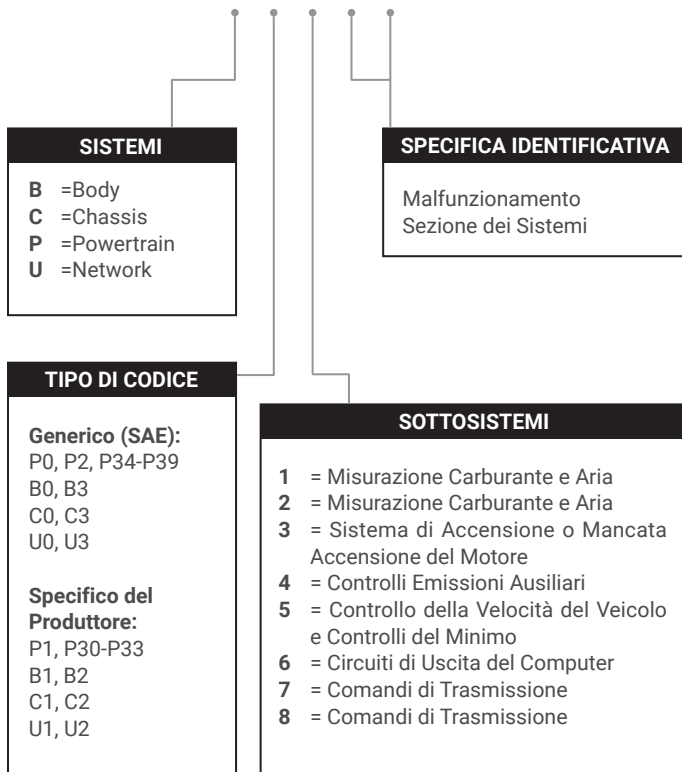 SISTEMI
B =Body
C =Chassis
P =Powertrain
U =Network
SPECIFICA IDENTIFICATIVA
Malfunzionamento
Sezione dei Sistemi
TIPO DI CODICE
Generico (SAE):
P0, P2, P34-P39
B0, B3
C0, C3
U0, U3
Specifico del
Produttore:
P1, P30-P33
B1, B2
C1, C2
U1, U2
SOTTOSISTEMI
1 = Misurazione Carburante e Aria
2 = Misurazione Carburante e Aria
3 = Sistema di Accensione o Mancata
Accensione del Motore
4 = Controlli Emissioni Ausiliari
5 = Controllo della Velocità del Veicolo
e Controlli del Minimo
6 = Circuiti di Uscita del Computer
7 = Comandi di Trasmissione
8 = Comandi di Trasmissione